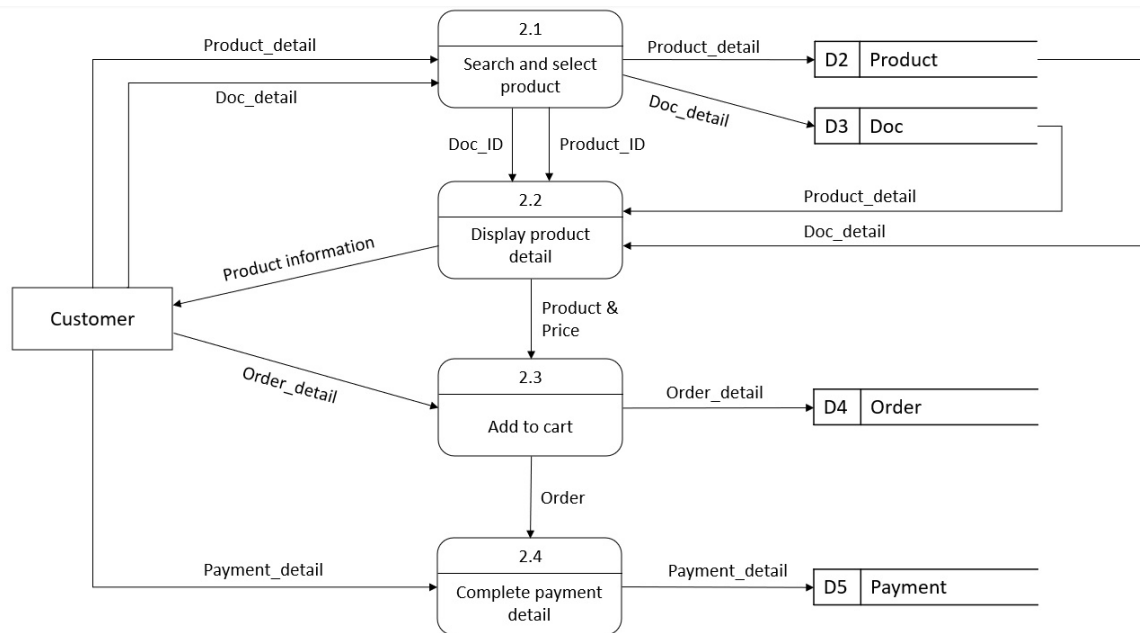 2.1
Product_detail
Product_detail
D2 Product
Search and select
product
Doc_detail
Doc_detail
D3 Doc
Doc_ID
Product_ID
2.2
Product_detail
Display product
detail
Doc_detail
Product information
Product &
Price
Customer
2.3
Order_detail
Order_detail
D4 Order
Add to cart
Order
2.4
Payment_detail
Payment_detail
D5 Payment
Complete payment
detail